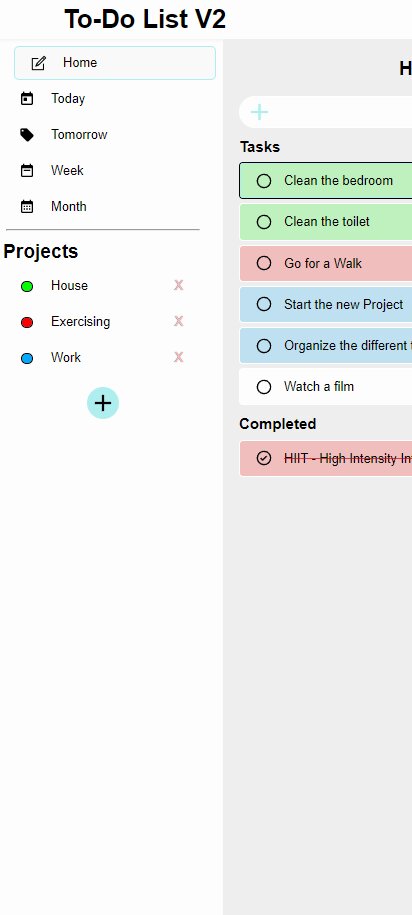 To-Do List V2
Home
Today
Tomorrow
Week
Month
Projects
House X
Exercising X
Work X
H
Tasks
Clean the bedroom
Clean the toilet
Go for a Walk
Start the new Project
Organize the different
Watch a film
Completed
HIIT - High Intensity In